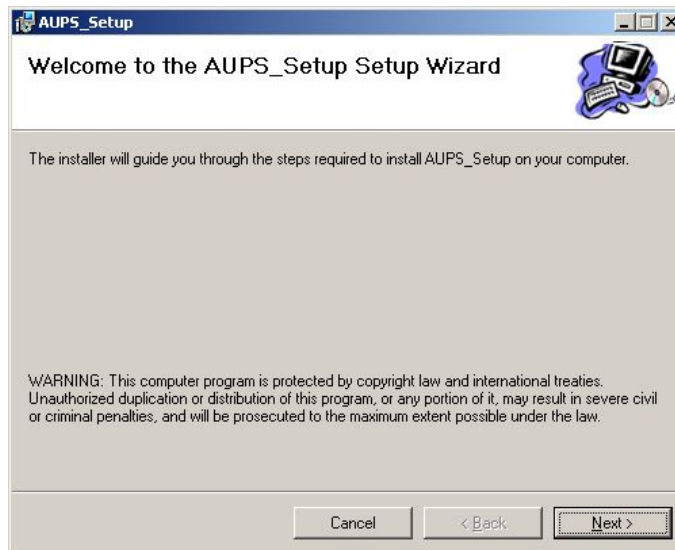 AUPS_Setup
Welcome to the AUPS_Setup Setup Wizard
The installer will guide you through the steps required to install AUPS_Setup on your computer.
WARNING: This computer program is protected by copyright law and international treaties.
Unauthorized duplication or distribution of this program, or any portion of it, may result in severe civil
or criminal penalties, and will be prosecuted to the maximum extent possible under the law.
Cancel
< Back
Next >